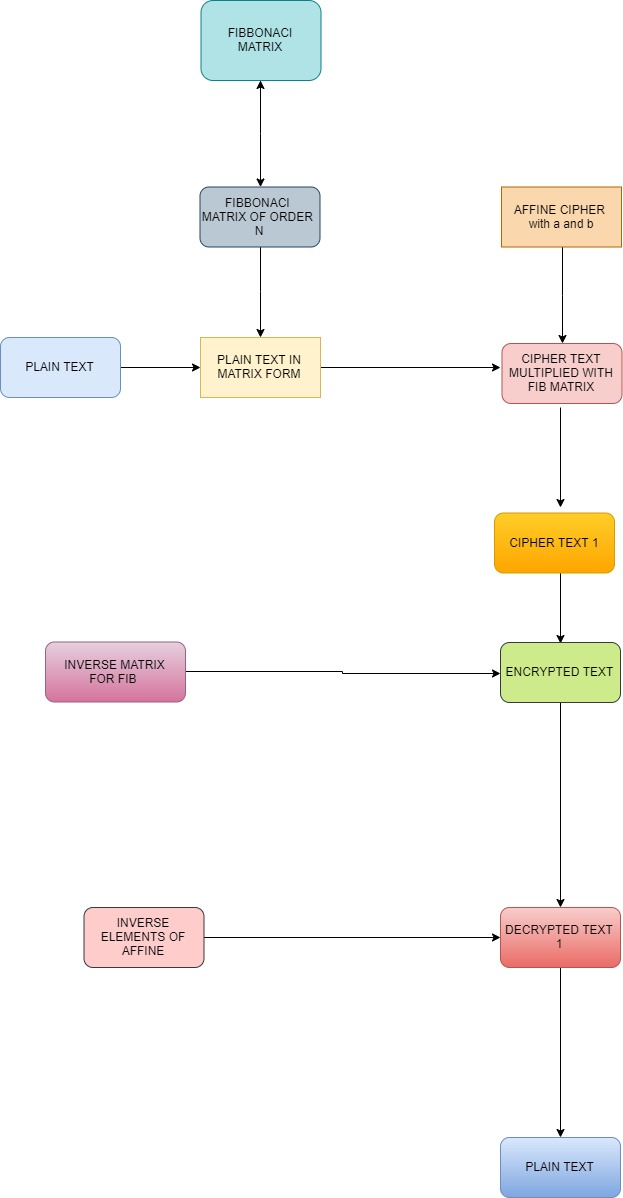 FIBBONACI
MATRIX
FIBBONACI
MATRIX OF ORDER
N
AFFINE CIPHER
with a and b
PLAIN TEXT
PLAIN TEXT IN
MATRIX FORM
CIPHER TEXT
MULTIPLIED WITH
FIB MATRIX
CIPHER TEXT 1
INVERSE MATRIX
FOR FIB
ENCRYPTED TEXT
INVERSE
ELEMENTS OF
AFFINE
DECRYPTED TEXT
1
PLAIN TEXT